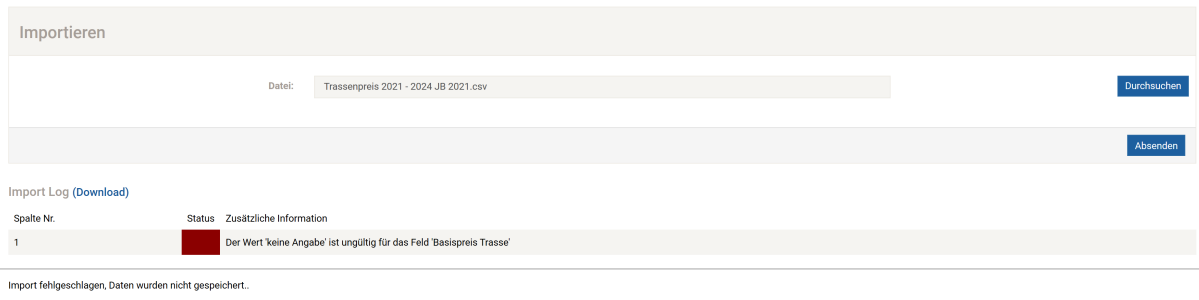 Importieren
Datei: Trassenpreis 2021 - 2024 JB 2021.csv Durchsuchen
Absenden
Import Log (Download)
Spalte Nr. Status Zusätzliche Information
1 Der Wert 'keine Angabe' ist ungültig für das Feld 'Basispreis Trasse'
Import fehlgeschlagen, Daten wurden nicht gespeichert..